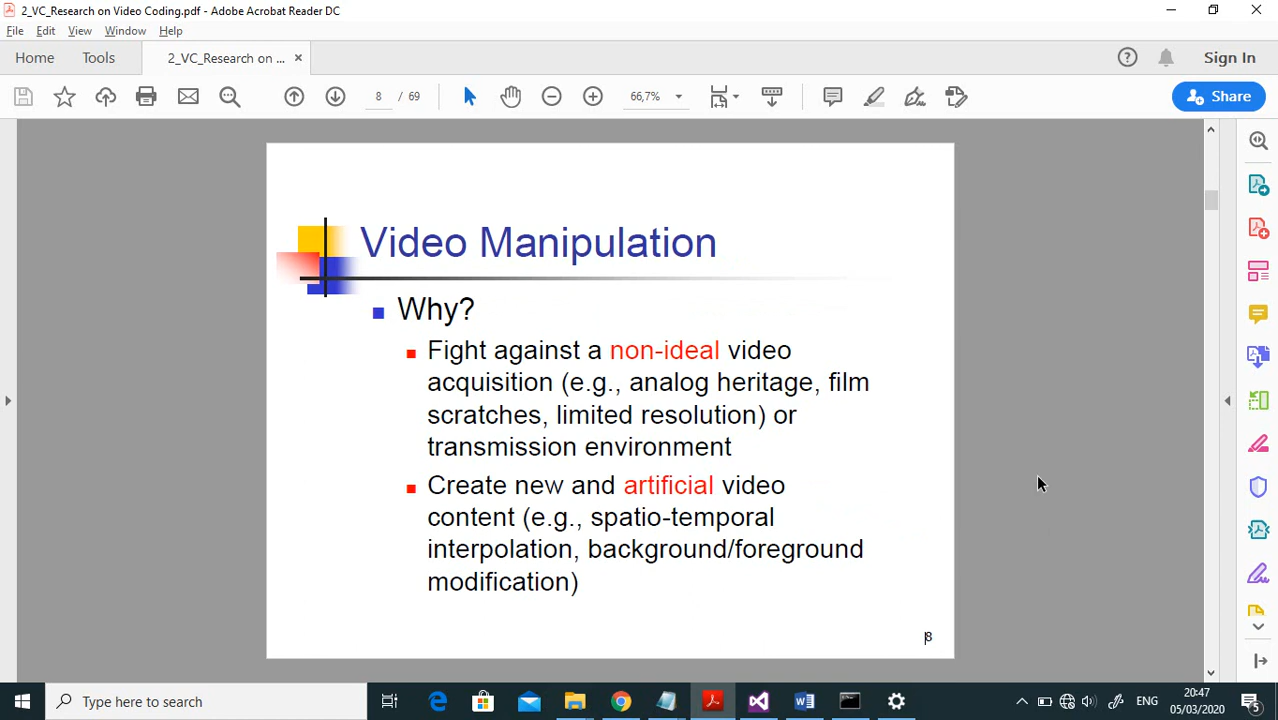 2_VC_Research on Video Coding.pdf - Adobe Acrobat Reader DC
File Edit View Window Help
Home Tools 2_VC_Research on ... × Sign In
8 / 69 66,7% Share
Video Manipulation
Why?
Fight against a non-ideal video
acquisition (e.g., analog heritage, film
scratches, limited resolution) or
transmission environment
Create new and artificial video
content (e.g., spatio-temporal
interpolation, background/foreground
modification)
8
Type here to search
ENG
20:47
05/03/2020
5